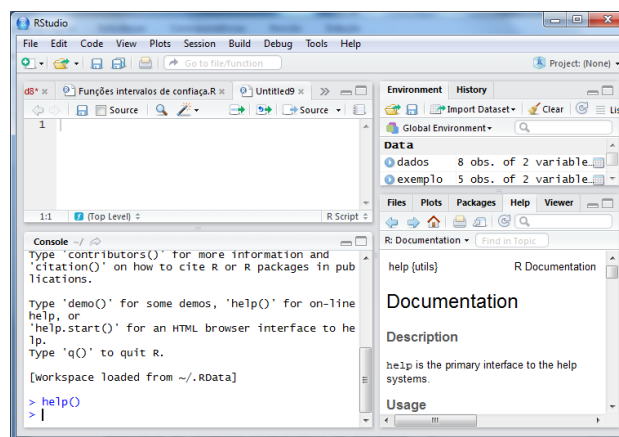 RStudio
File Edit Code View Plots Session Build Debug Tools Help
Go to file/function Project: (None)
d8* × Funções intervalos de confiaça.R × Untitled9 ×
Source Source
1
1:1 (Top Level) R Script
Console ~/
Type 'contributors()' for more information and
'citation()' on how to cite R or R packages in pub
lications.
Type 'demo()' for some demos, 'help()' for on-line
help, or
'help.start()' for an HTML browser interface to he
lp.
Type 'q()' to quit R.
[Workspace loaded from ~/.RData]
> help()
>
Environment History
Import Dataset Clear Lis
Global Environment
Data
dados 8 obs. of 2 variable
exemplo 5 obs. of 2 variable
Files Plots Packages Help Viewer
R: Documentation Find in Topic
help {utils} R Documentation
Documentation
Description
help is the primary interface to the help
systems.
Usage